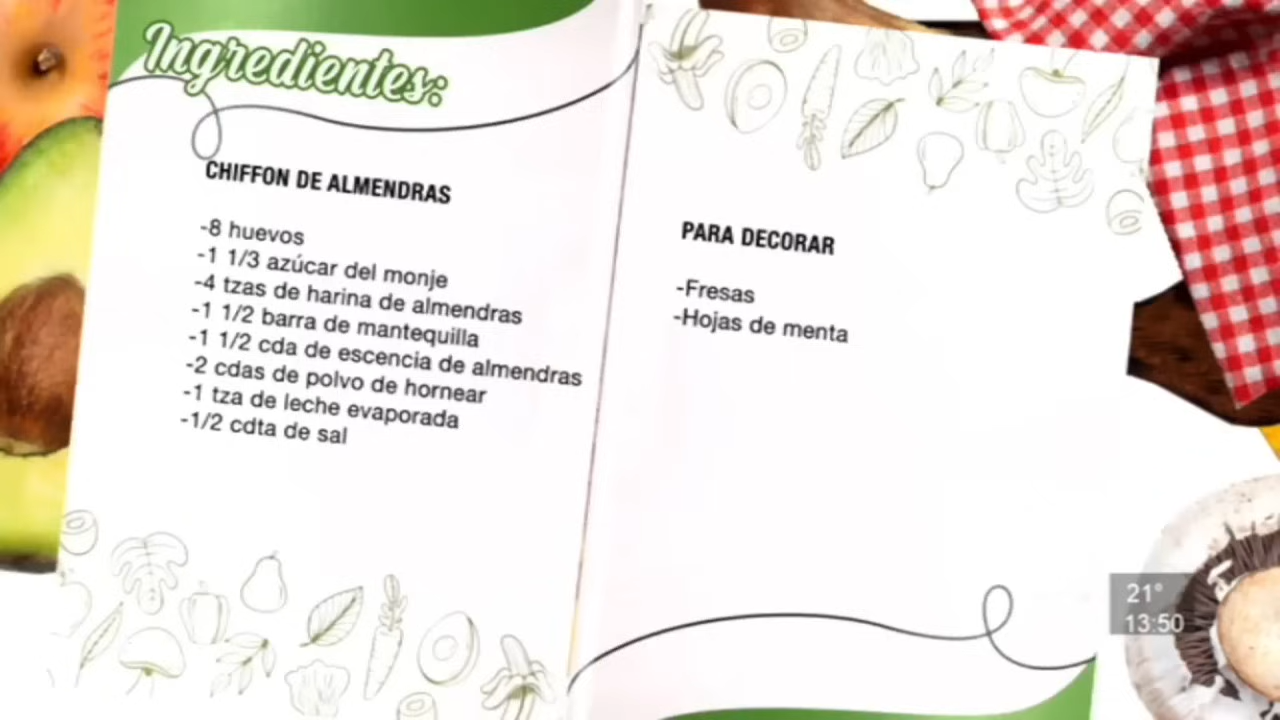 Ingredientes:
CHIFFON DE ALMENDRAS
-8 huevos
-1 1/3 azúcar del monje
-4 tzas de harina de almendras
-1 1/2 barra de mantequilla
-1 1/2 cda de escencia de almendras
-2 cdas de polvo de hornear
-1 tza de leche evaporada
-1/2 cdta de sal
PARA DECORAR
-Fresas
-Hojas de menta
21°
13:50